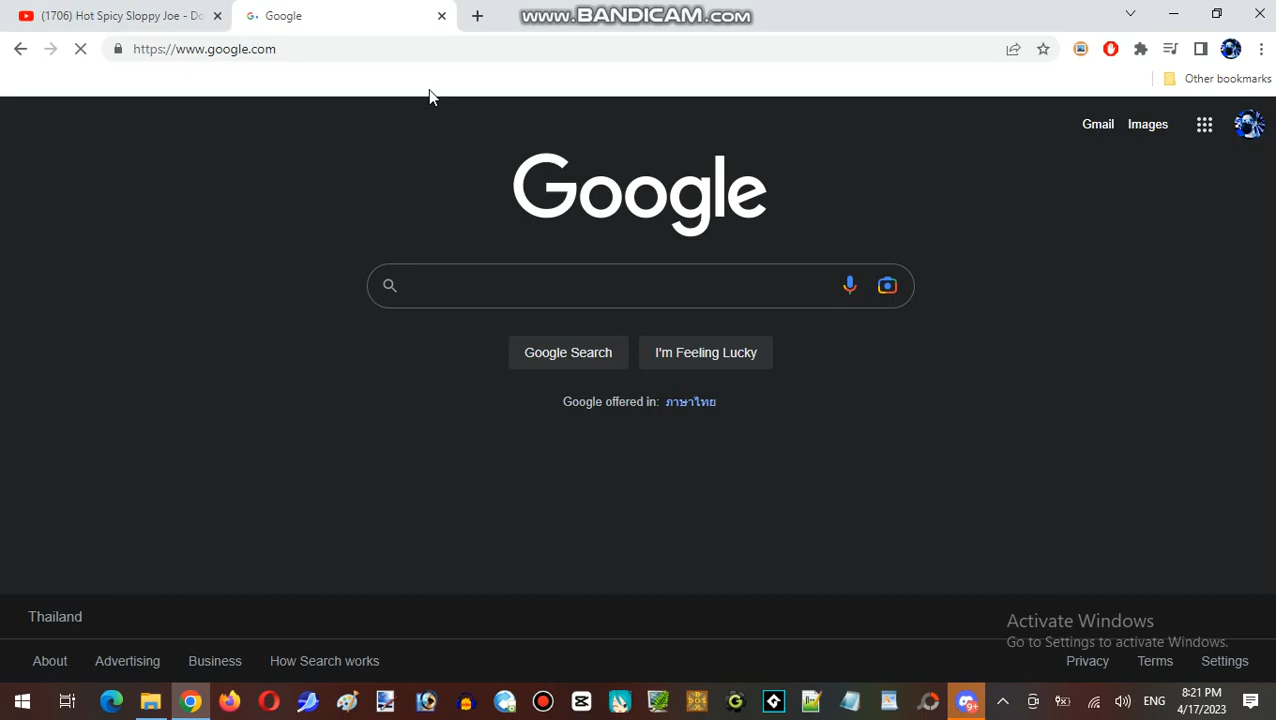 (1706) Hot Spicy Sloppy Joe - Do
Google
www.BANDICAM.com
https://www.google.com
Other bookmarks
Gmail Images
Google
Google Search I'm Feeling Lucky
Google offered in: ภาษาไทย
Thailand
Activate Windows
Go to Settings to activate Windows.
About Advertising Business How Search works Privacy Terms Settings
9+ ENG 8:21 PM
4/17/2023